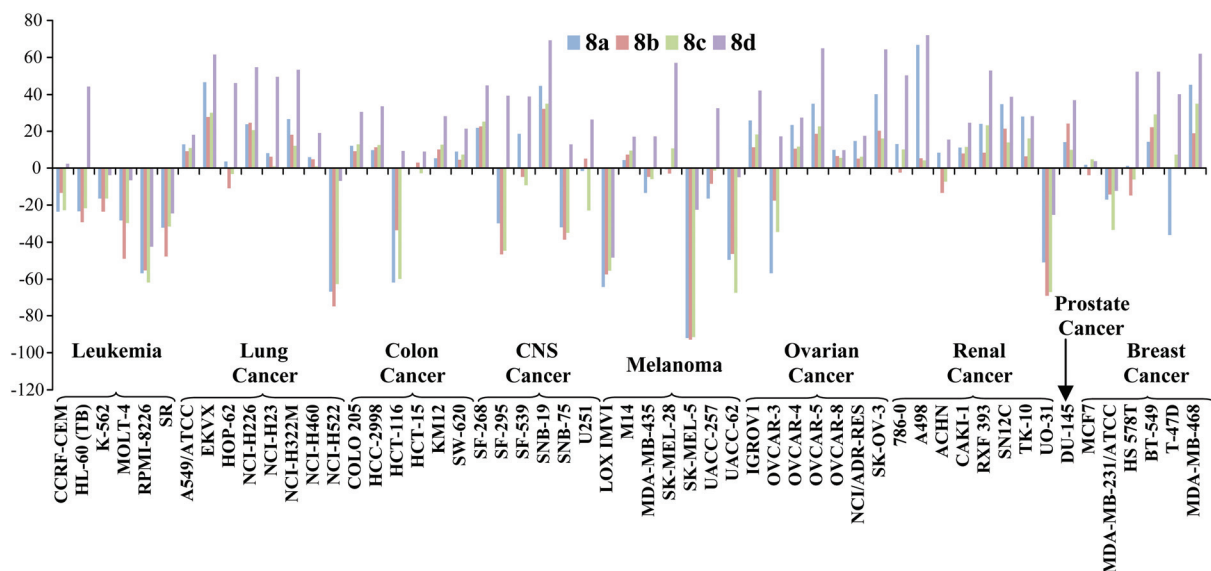 80
60
40
20
0
-20
-40
-60
-80
-100
-120
8a 8b 8c 8d
Leukemia
Lung
Cancer
Colon
Cancer
CNS
Cancer
Melanoma
Ovarian
Cancer
Renal
Cancer
Prostate
Cancer
Breast
Cancer
CCRF-CEM
HL-60 (TB)
K-562
MOLT-4
RPMI-8226
SR
A549/ATCC
EKVX
HOP-62
NCI-H226
NCI-H23
NCI-H322M
NCI-H460
NCI-H522
COLO 205
HCC-2998
HCT-116
HCT-15
KM12
SW-620
SF-268
SF-295
SF-539
SNB-19
SNB-75
U251
LOX IMVI
M14
MDA-MB-435
SK-MEL-28
SK-MEL-5
UACC-257
UACC-62
IGROV1
OVCAR-3
OVCAR-4
OVCAR-5
OVCAR-8
NCI/ADR-RES
SK-OV-3
786-0
A498
ACHN
CAKI-1
RXF 393
SN12C
TK-10
UO-31
DU-145
MCF7
MDA-MB-231/ATCC
HS 578T
BT-549
T-47D
MDA-MB-468